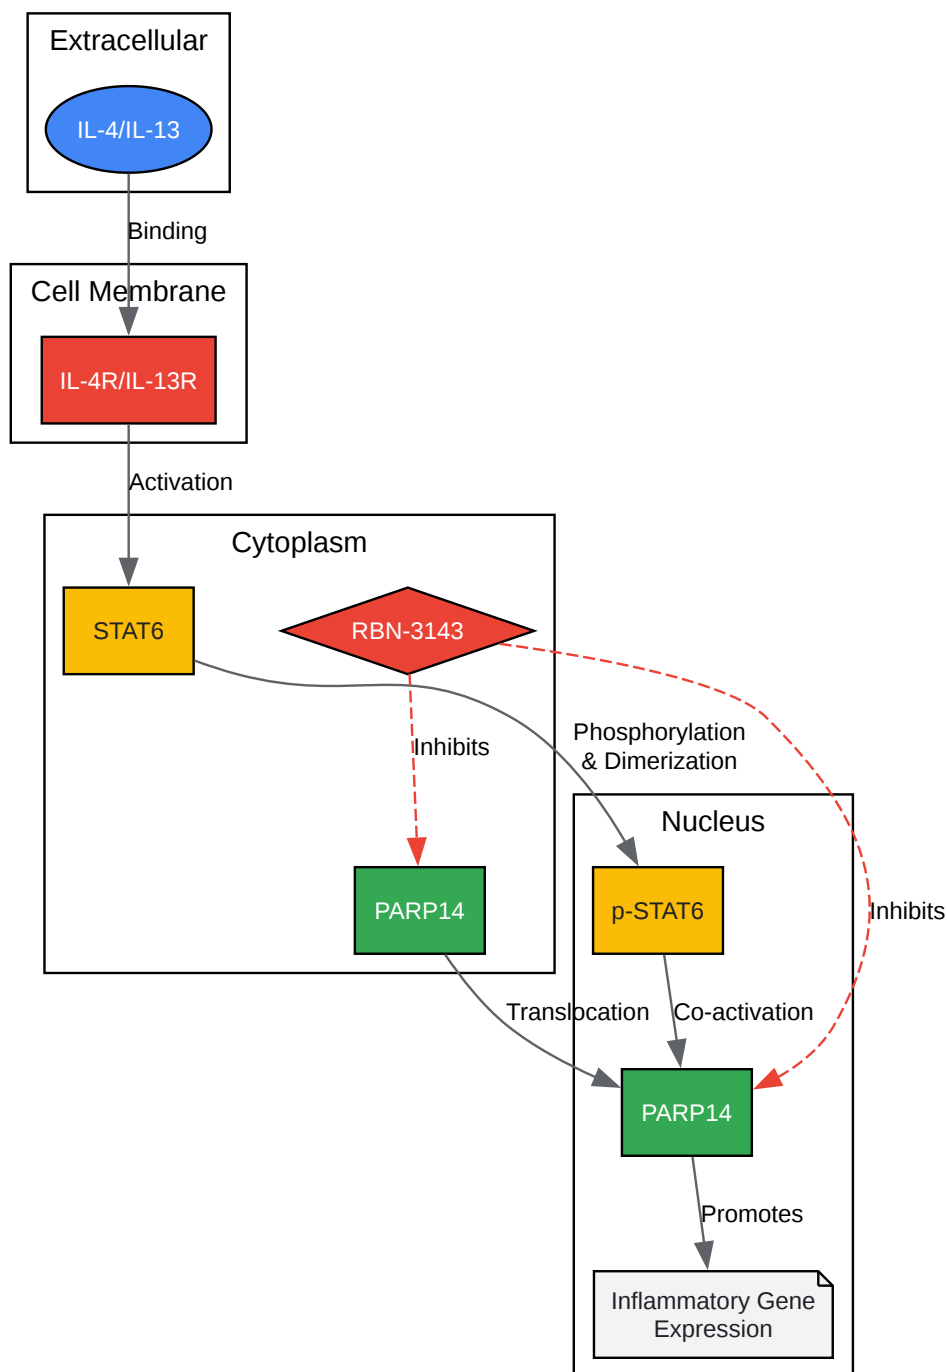 Extracellular
IL-4/IL-13
Binding
Cell Membrane
IL-4R/IL-13R
Activation
Cytoplasm
STAT6
RBN-3143
Inhibits
Phosphorylation
& Dimerization
Nucleus
PARP14
p-STAT6
Inhibits
Translocation
Co-activation
PARP14
Promotes
Inflammatory Gene
Expression